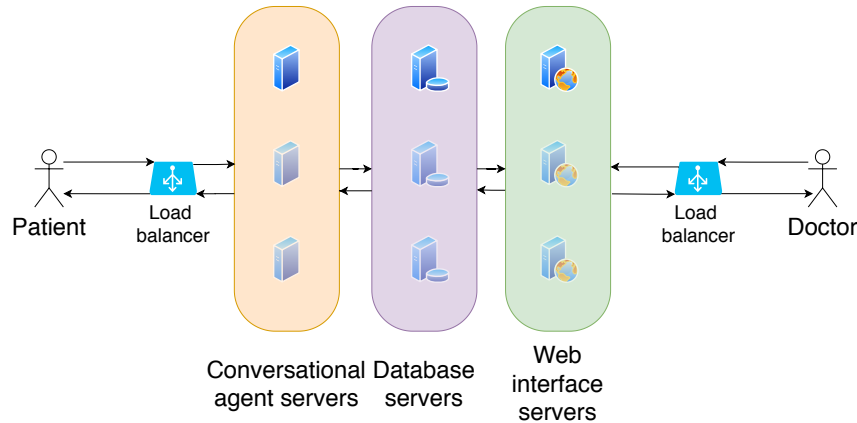 Patient
Load
balancer
Conversational
agent servers
Database
servers
Web
interface
servers
Load
balancer
Doctor